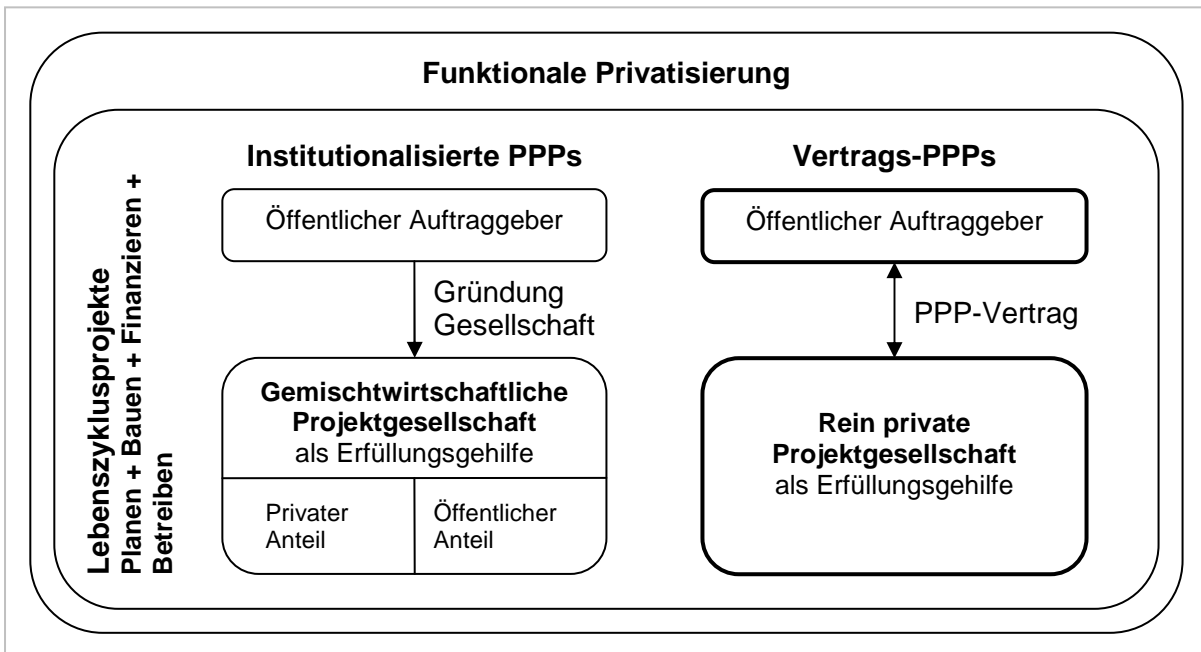 Funktionale Privatisierung
Lebenszyklusprojekte
Planen + Bauen + Finanzieren +
Betreiben
Institutionalisierte PPPs
Öffentlicher Auftraggeber
Gründung
Gesellschaft
Gemischtwirtschaftliche
Projektgesellschaft
als Erfüllungsgehilfe
Privater
Anteil
Öffentlicher
Anteil
Vertrags-PPPs
Öffentlicher Auftraggeber
PPP-Vertrag
Rein private
Projektgesellschaft
als Erfüllungsgehilfe